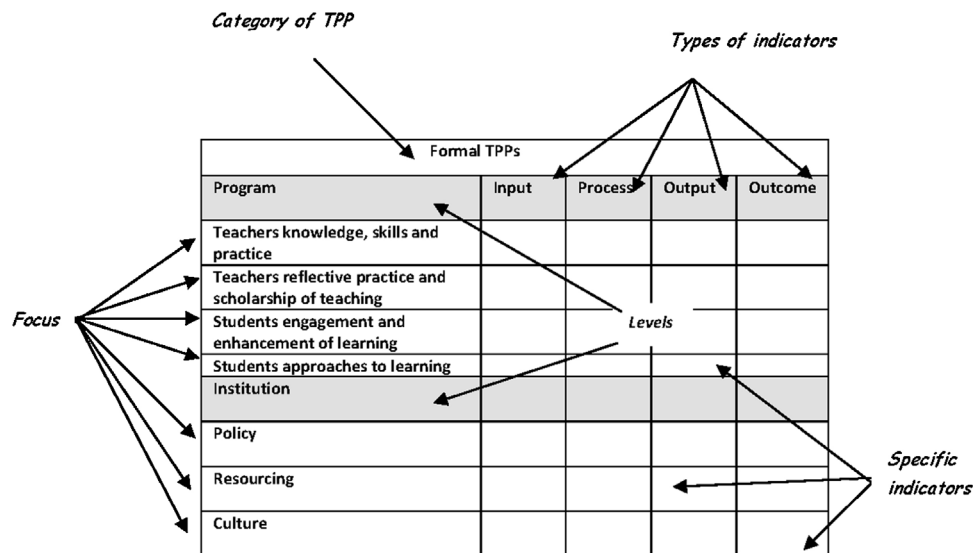 Category of TPP
Types of indicators
Formal TPPs
Program Input Process Output Outcome
Teachers knowledge, skills and
practice
Teachers reflective practice and
scholarship of teaching
Focus
Levels
Students engagement and
enhancement of learning
Students approaches to learning
Institution
Policy
Specific
indicators
Resourcing
Culture